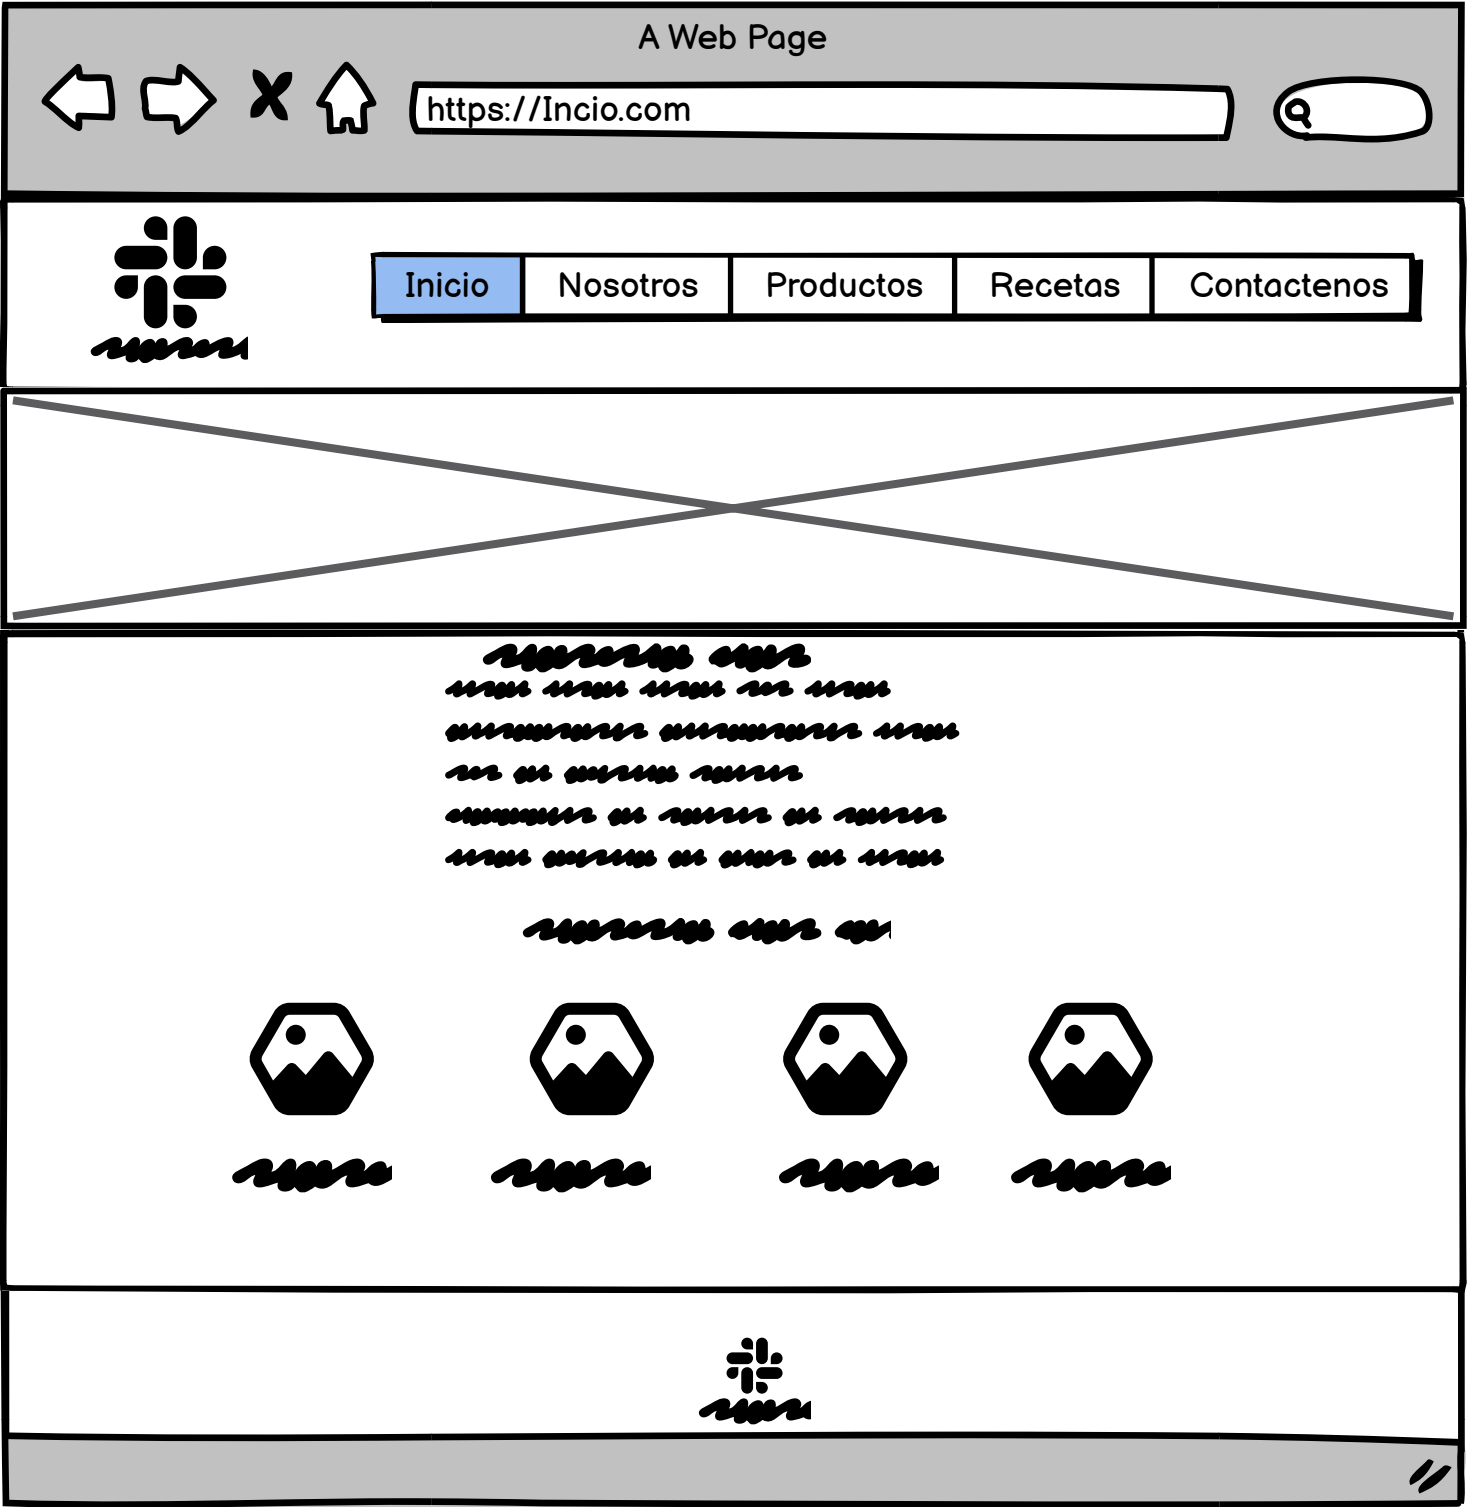 A Web Page
https://Incio.com
Inicio Nosotros Productos Recetas Contactenos